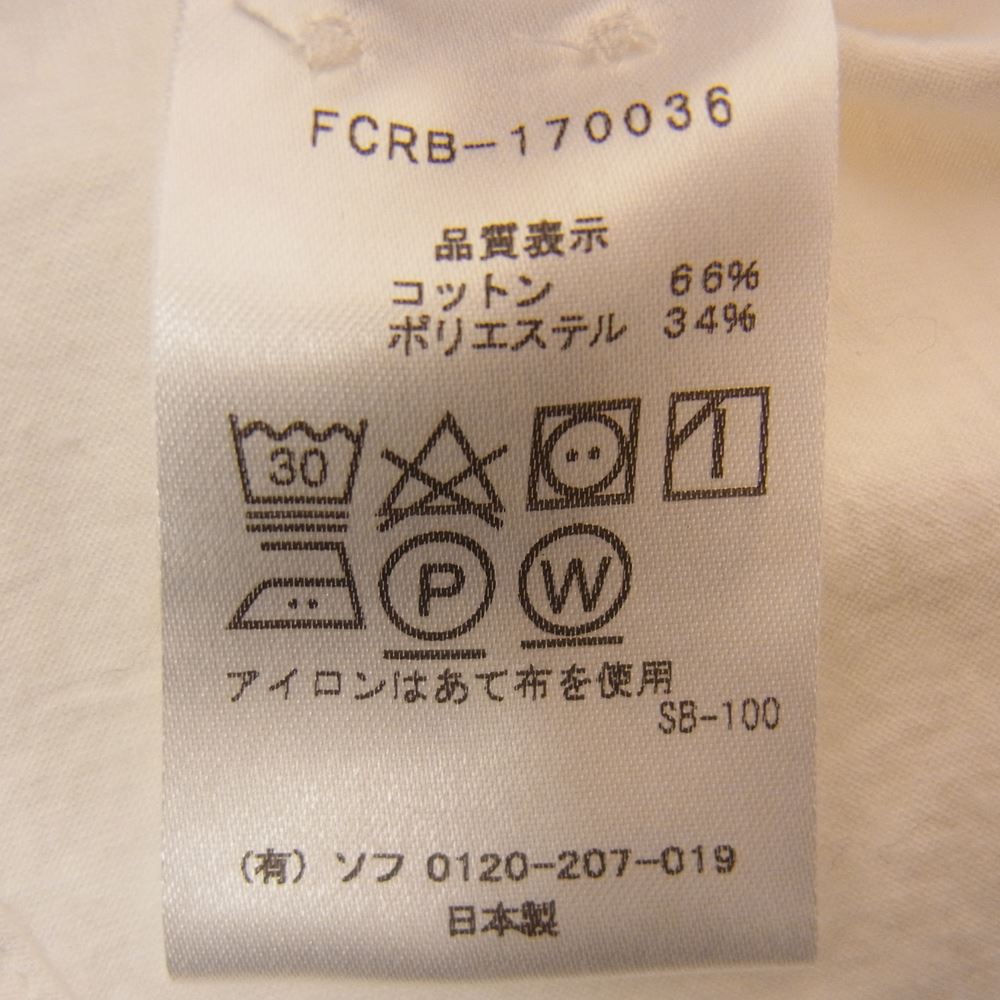 FCRB-170036
品質表示
コットン 66%
ポリエステル 34%
30
P W
アイロンはあて布を使用
SB-100
(有) ソフ 0120-207-019
日本製